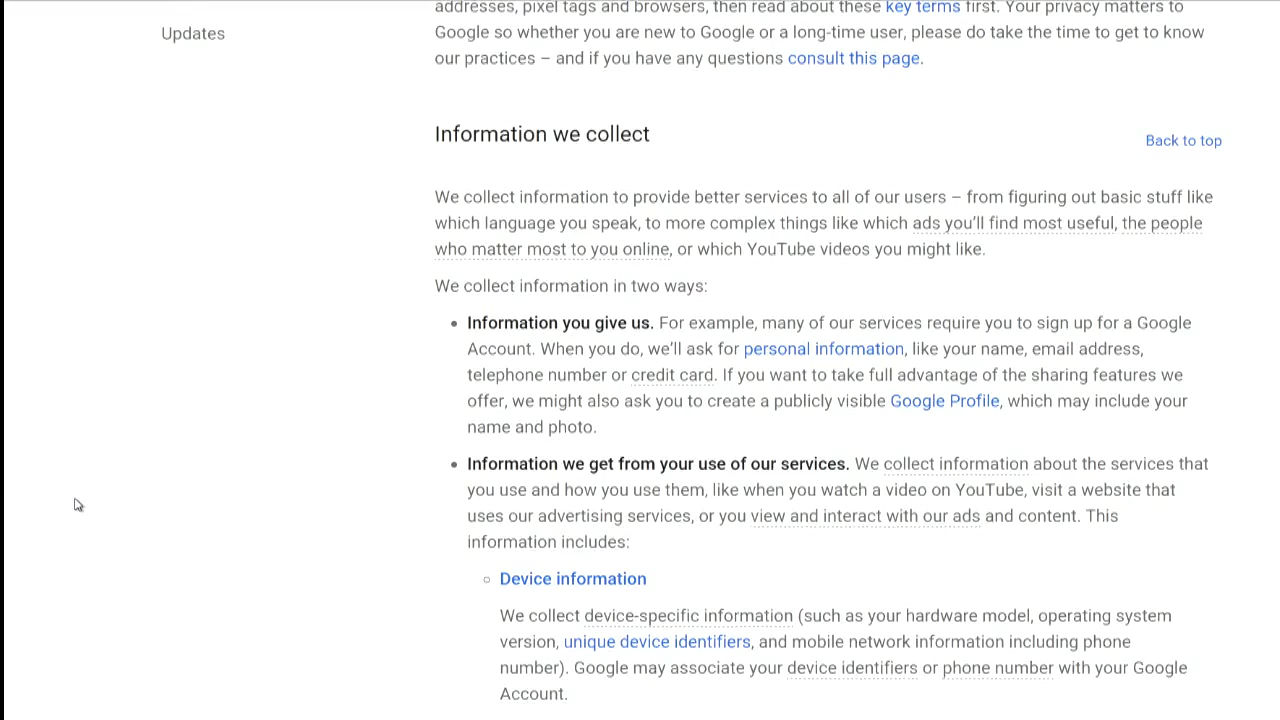 addresses, pixel tags and browsers, then read about these key terms first. Your privacy matters to
Updates
Google so whether you are new to Google or a long-time user, please do take the time to get to know
our practices – and if you have any questions consult this page.
Information we collect
Back to top
We collect information to provide better services to all of our users – from figuring out basic stuff like
which language you speak, to more complex things like which ads you’ll find most useful, the people
who matter most to you online, or which YouTube videos you might like.
We collect information in two ways:
• Information you give us. For example, many of our services require you to sign up for a Google
Account. When you do, we’ll ask for personal information, like your name, email address,
telephone number or credit card. If you want to take full advantage of the sharing features we
offer, we might also ask you to create a publicly visible Google Profile, which may include your
name and photo.
• Information we get from your use of our services. We collect information about the services that
you use and how you use them, like when you watch a video on YouTube, visit a website that
uses our advertising services, or you view and interact with our ads and content. This
information includes:
◦ Device information
We collect device-specific information (such as your hardware model, operating system
version, unique device identifiers, and mobile network information including phone
number). Google may associate your device identifiers or phone number with your Google
Account.